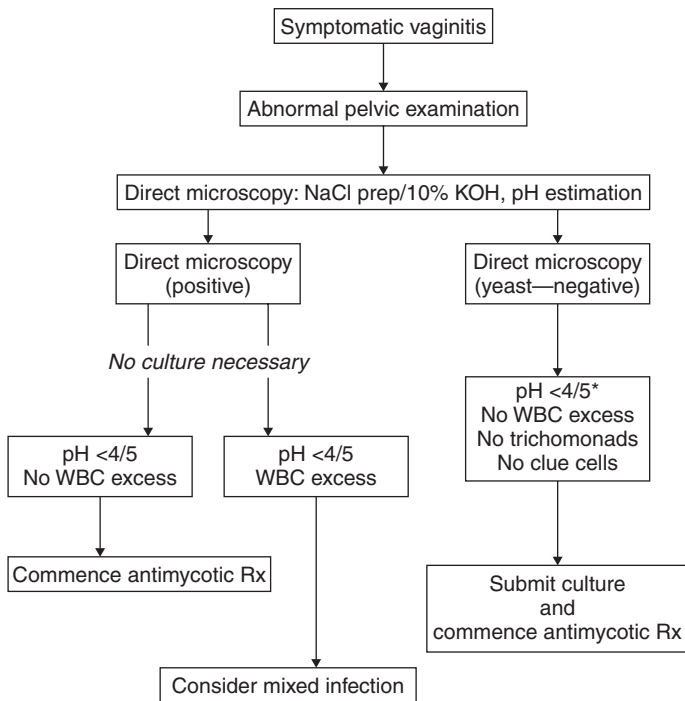 Symptomatic vaginitis
Abnormal pelvic examination
Direct microscopy: NaCl prep/10% KOH, pH estimation
Direct microscopy
(positive)
Direct microscopy
(yeast—negative)
No culture necessary
pH <4/5
No WBC excess
pH <4/5
WBC excess
pH <4/5*
No WBC excess
No trichomonads
No clue cells
Commence antimycotic Rx
Submit culture
and
commence antimycotic Rx
Consider mixed infection